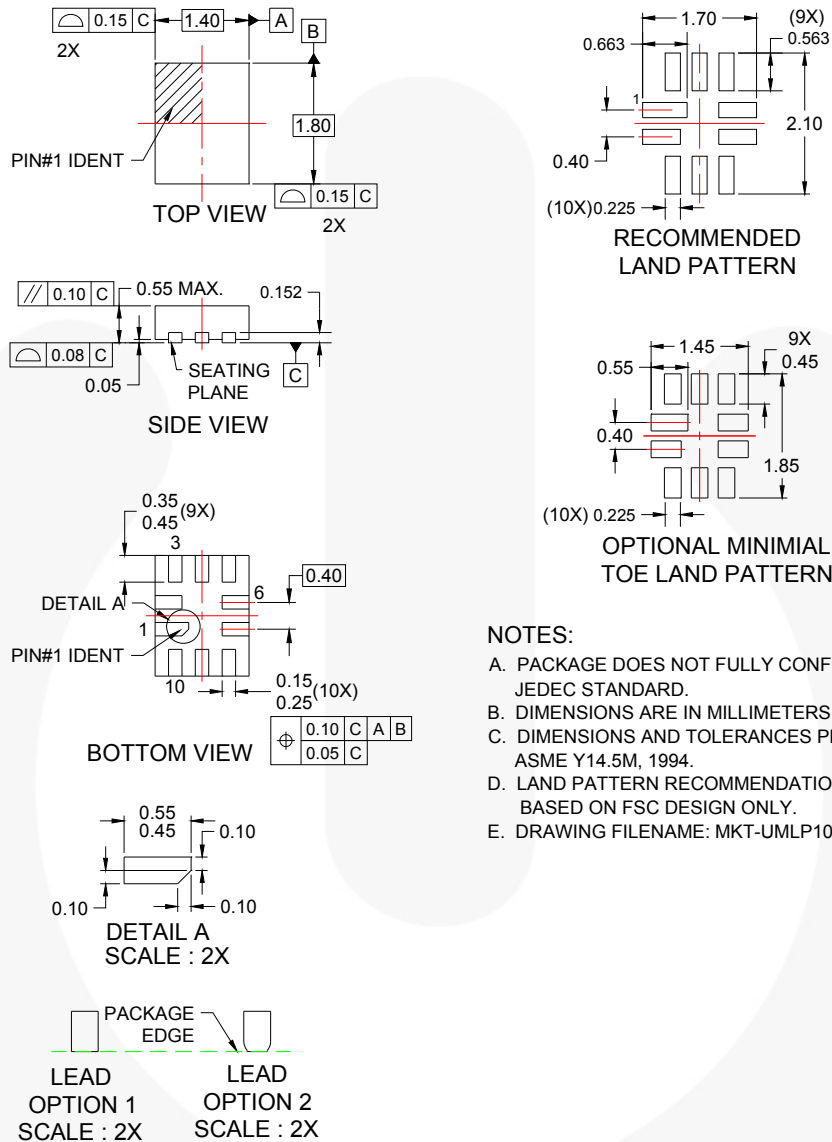 0.15 C
1.40
A
2X
B
1.80
PIN#1 IDENT
0.15 C
TOP VIEW
2X
1.70
(9X)
0.663
0.563
1
2.10
0.40
(10X)0.225
RECOMMENDED
LAND PATTERN
// 0.10 C
0.55 MAX.
0.152
0.08 C
SEATING
PLANE
C
0.05
SIDE VIEW
1.45
9X
0.45
0.55
0.40
1.85
(10X) 0.225
OPTIONAL MINIMIAL
TOE LAND PATTERN
0.35
0.45
(9X)
3
0.40
DETAIL A
6
1
PIN#1 IDENT
10
0.15
0.25
(10X)
BOTTOM VIEW
0.10 C A B
0.05 C
0.55
0.45
0.10
0.10
0.10
DETAIL A
SCALE : 2X
NOTES:
A. PACKAGE DOES NOT FULLY CONF
JEDEC STANDARD.
B. DIMENSIONS ARE IN MILLIMETERS
C. DIMENSIONS AND TOLERANCES P
ASME Y14.5M, 1994.
D. LAND PATTERN RECOMMENDATIO
BASED ON FSC DESIGN ONLY.
E. DRAWING FILENAME: MKT-UMLP10
PACKAGE
EDGE
LEAD
OPTION 1
SCALE : 2X
LEAD
OPTION 2
SCALE : 2X